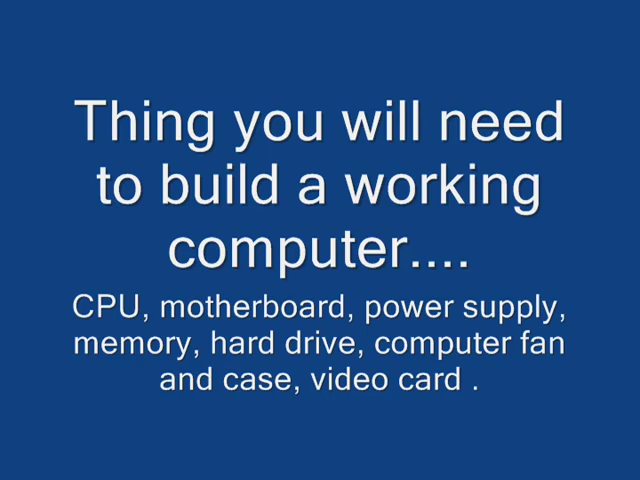 Thing you will need
to build a working
computer....
CPU, motherboard, power supply,
memory, hard drive, computer fan
and case, video card .